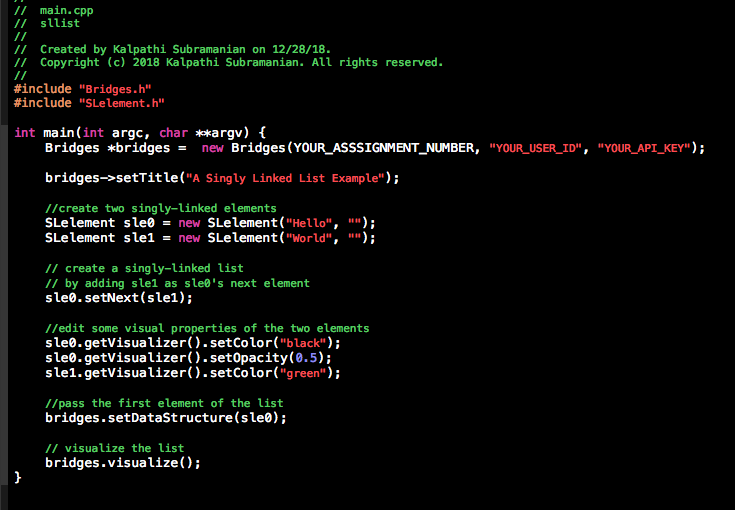 //
// main.cpp
// sllist
//
// Created by Kalpathi Subramanian on 12/28/18.
// Copyright (c) 2018 Kalpathi Subramanian. All rights reserved.
//
#include "Bridges.h"
#include "SLelement.h"
int main(int argc, char **argv) {
Bridges *bridges = new Bridges(YOUR_ASSSIGNMENT_NUMBER, "YOUR_USER_ID", "YOUR_API_KEY");
bridges->setTitle("A Singly Linked List Example");
//create two singly-linked elements
SLelement sle0 = new SLelement("Hello", "");
SLelement sle1 = new SLelement("World", "");
// create a singly-linked list
// by adding sle1 as sle0's next element
sle0.setNext(sle1);
//edit some visual properties of the two elements
sle0.getVisualizer().setColor("black");
sle0.getVisualizer().setOpacity(0.5);
sle1.getVisualizer().setColor("green");
//pass the first element of the list
bridges.setDataStructure(sle0);
// visualize the list
bridges.visualize();
}